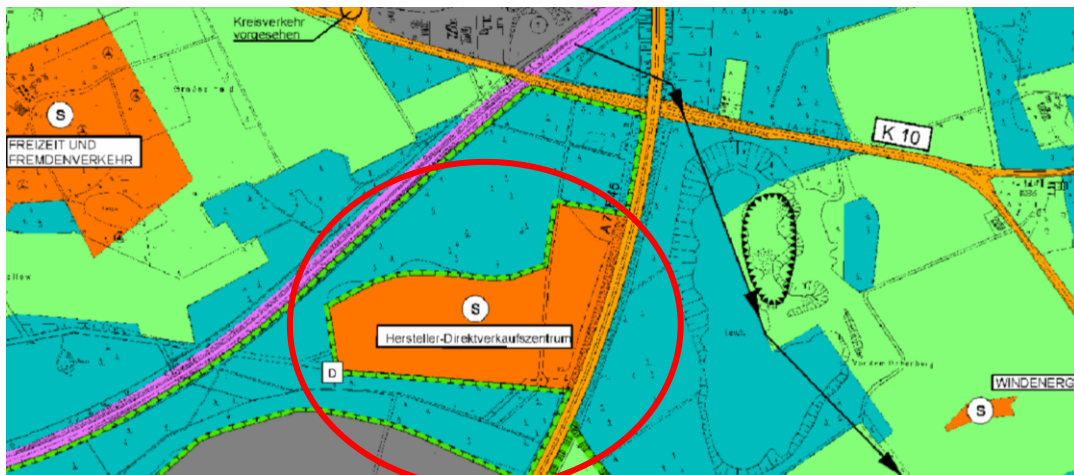 Kreisverkehr
vorgesehen
S
FREIZEIT UND
FREMDENVERKEHR
K 10
S
Hersteller-Direktverkaufszentrum
D
WINDENERG
S